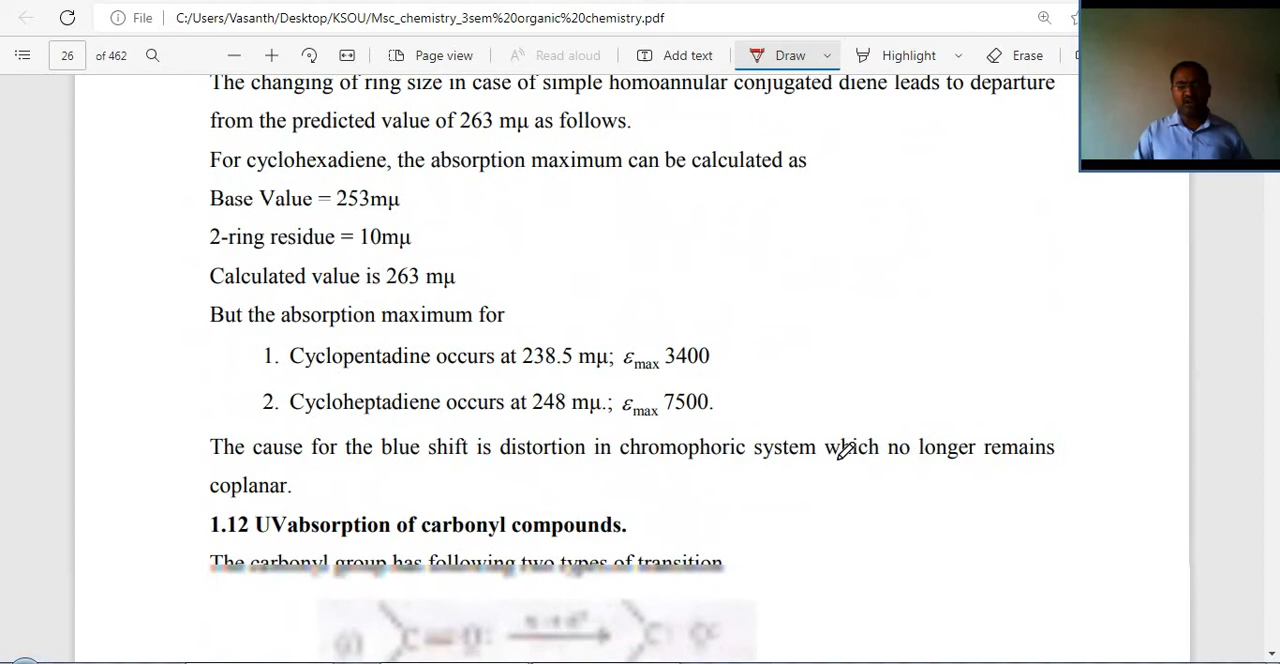 File C:/Users/Vasanth/Desktop/KSOU/Msc_chemistry_3sem%20organic%20chemistry.pdf
26 of 462 Page view Read aloud Add text Draw Highlight Erase
The changing of ring size in case of simple homoannular conjugated diene leads to departure
from the predicted value of 263 mμ as follows.
For cyclohexadiene, the absorption maximum can be calculated as
Base Value = 253mμ
2-ring residue = 10mμ
Calculated value is 263 mμ
But the absorption maximum for
1. Cyclopentadine occurs at 238.5 mμ; εmax 3400
2. Cycloheptadiene occurs at 248 mμ.; εmax 7500.
The cause for the blue shift is distortion in chromophoric system which no longer remains
coplanar.
1.12 UVabsorption of carbonyl compounds.
The carbonyl group has following two types of transition